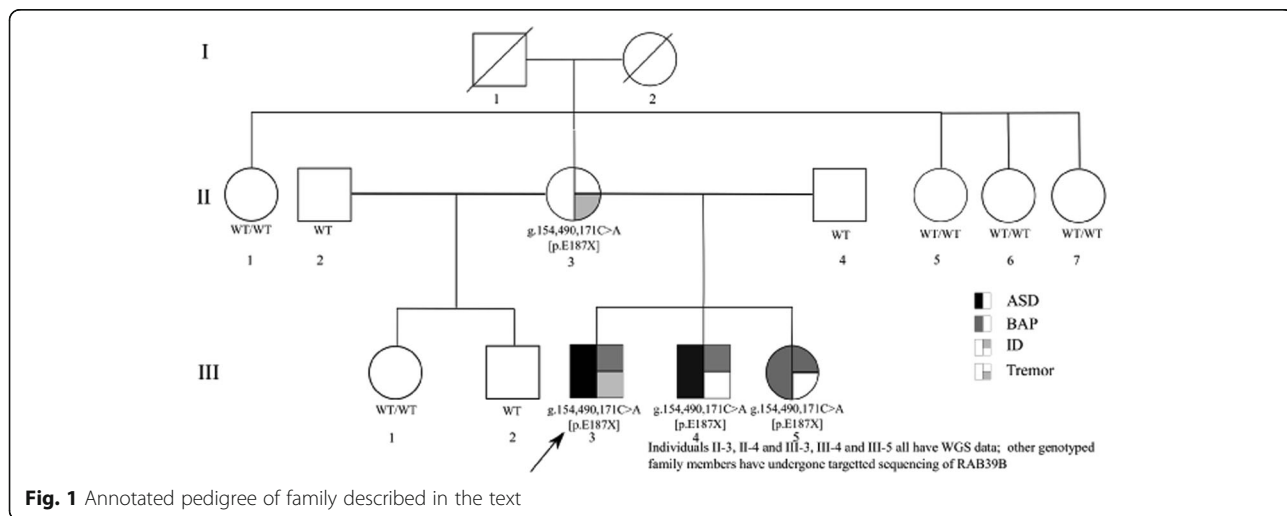 I
1
2
II
WT/WT
1
WT
2
g.154,490,171C>A
[p.E187X]
3
WT
4
WT/WT
5
WT/WT
6
WT/WT
7
ASD
BAP
ID
Tremor
III
WT/WT
1
WT
2
g.154,490,171C>A
[p.E187X]
3
g.154,490,171C>A
[p.E187X]
4
g.154,490,171C>A
[p.E187X]
5
Individuals II-3, II-4 and III-3, III-4 and III-5 all have WGS data; other genotyped
family members have undergone targetted sequencing of RAB39B
Fig. 1 Annotated pedigree of family described in the text